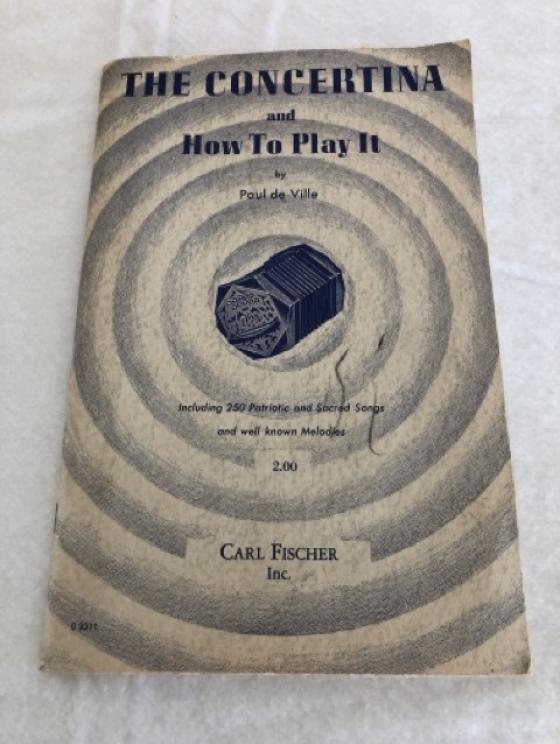 THE CONCERTINA
and
How To Play It
by
Paul de Ville
Including 250 Patriotic and Sacred Songs
and well known Melodies
2.00
CARL FISCHER
Inc.